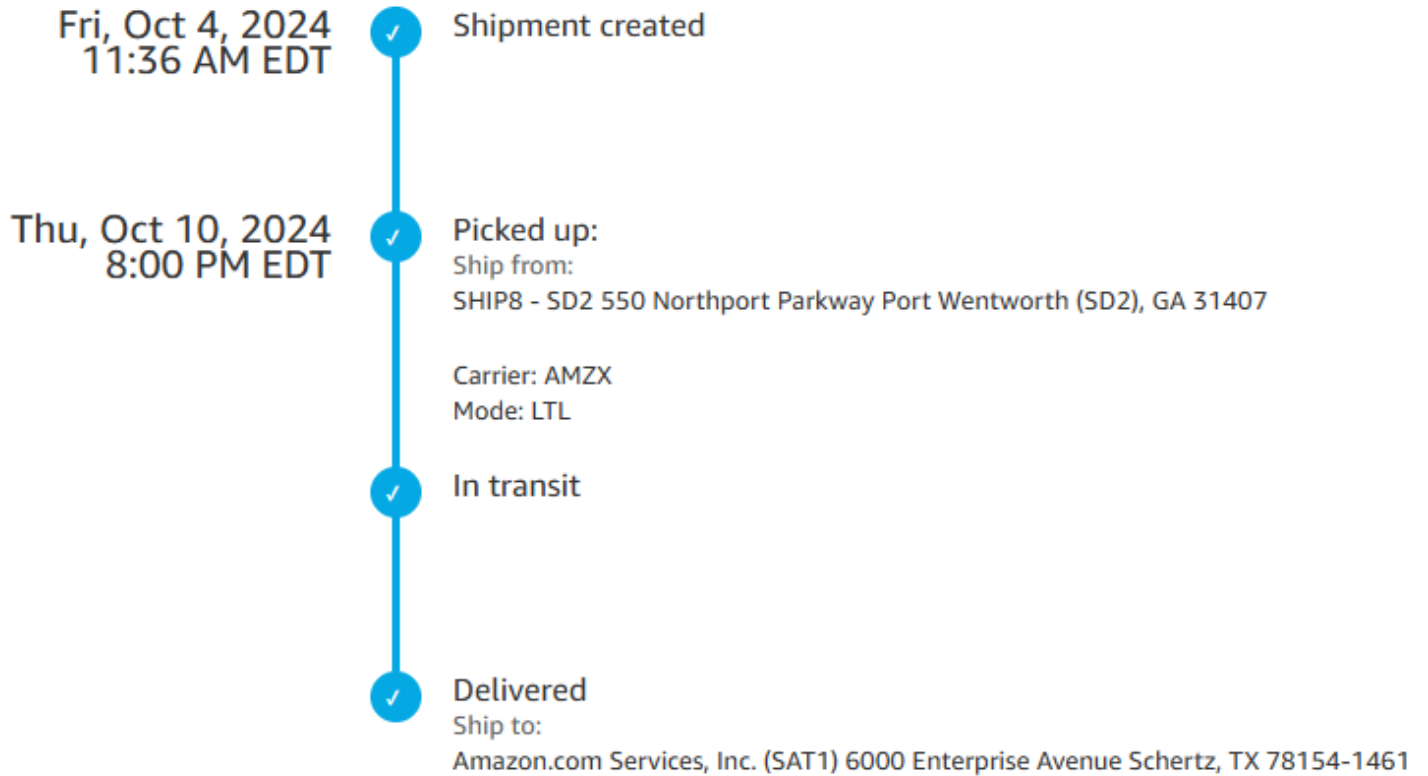 Fri, Oct 4, 2024
11:36 AM EDT
Shipment created
Thu, Oct 10, 2024
8:00 PM EDT
Picked up:
Ship from:
SHIP8 - SD2 550 Northport Parkway Port Wentworth (SD2), GA 31407
Carrier: AMZX
Mode: LTL
In transit
Delivered
Ship to:
Amazon.com Services, Inc. (SAT1) 6000 Enterprise Avenue Schertz, TX 78154-1461